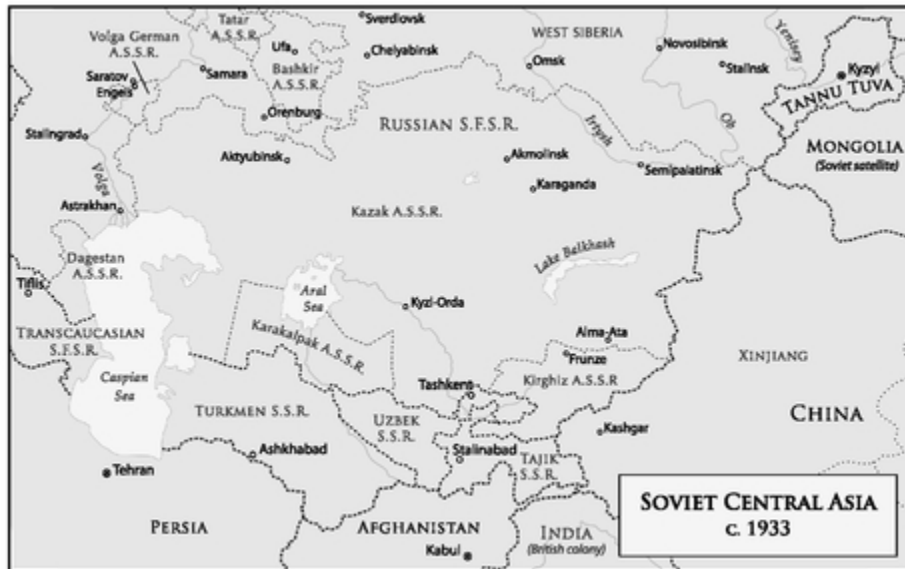 Sverdlovsk
Tatar
A.S.S.R.
Volga German
A.S.S.R.
Ufa
Chelyabinsk
WEST SIBERIA
Novosibirsk
Yenisey
Saratov
Engels
Samara
Bashkir
A.S.S.R.
Omsk
Stalinsk
Kyzyl
TANNU TUVA
Orenburg
Stalingrad
RUSSIAN S.F.S.R.
Irtysh
Ob
MONGOLIA
(Soviet satellite)
Aktyubinsk
Akmolinsk
Semipalatinsk
Volga
Karaganda
Astrakhan
Kazak A.S.S.R.
Dagestan
A.S.S.R.
Lake Balkhash
Tiflis
Aral
Sea
Kyzl-Orda
TRANSCAUCASIAN
S.F.S.R.
Karakalpak A.S.S.R.
Alma-Ata
Frunze
XINJIANG
Caspian
Sea
Tashkent
Kirghiz A.S.S.R
TURKMEN S.S.R.
UZBEK
S.S.R.
CHINA
Kashgar
Ashkhabad
Stalinabad
TAJIK
S.S.R.
Tehran
SOVIET CENTRAL ASIA
C. 1933
PERSIA
AFGHANISTAN
INDIA
(British colony)
Kabul